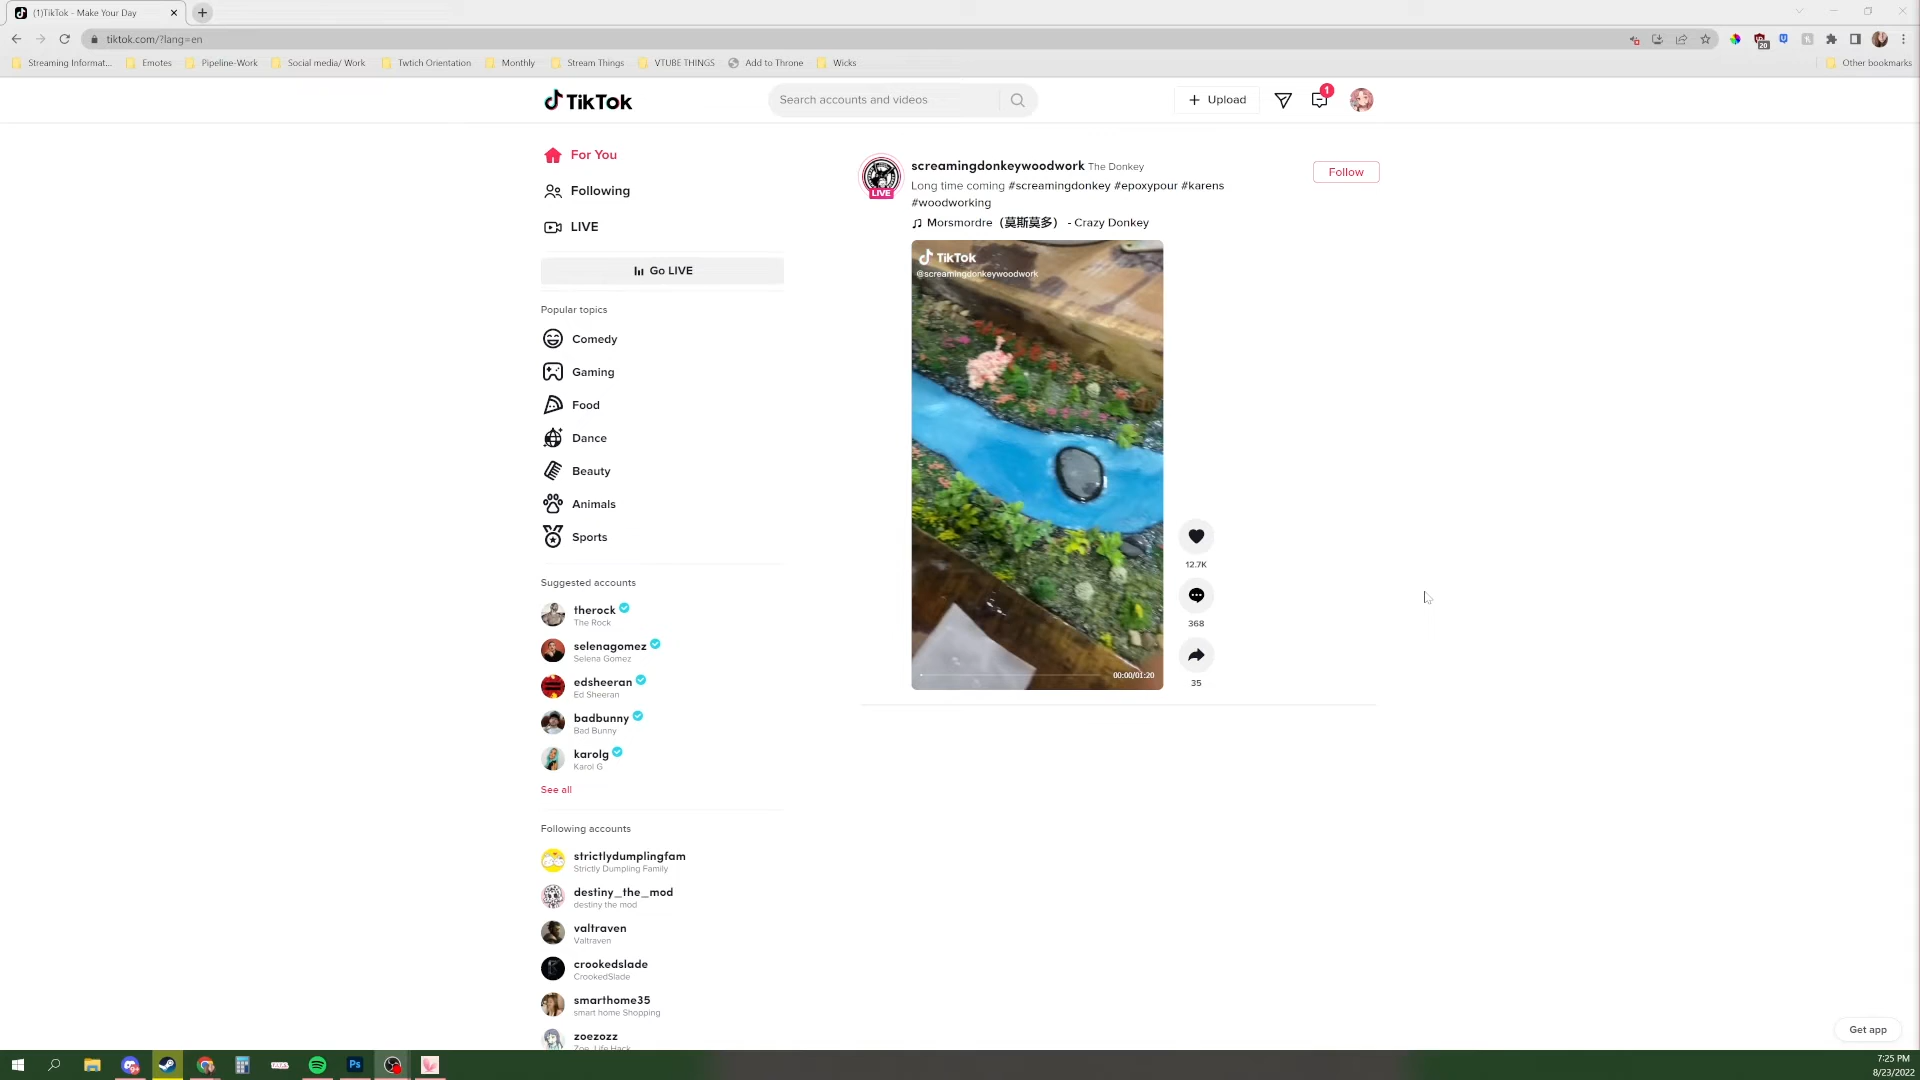 (1)TikTok - Make Your Day
tiktok.com/?lang=en
20
Streaming Informat... Emotes Pipeline-Work Social media/ Work Twtich Orientation Monthly Stream Things VTUBE THINGS Add to Throne Wicks Other bookmarks
TikTok
Search accounts and videos
Upload
1
For You
Following
LIVE
Go LIVE
Popular topics
Comedy
Gaming
Food
Dance
Beauty
Animals
Sports
Suggested accounts
therock
The Rock
selenagomez
Selena Gomez
edsheeran
Ed Sheeran
badbunny
Bad Bunny
karolg
Karol G
See all
Following accounts
strictlydumplingfam
Strictly Dumpling Family
destiny_the_mod
destiny the mod
valtraven
Valtraven
crookedslade
CrookedSlade
smarthome35
smart home Shopping
zoezozz
Zoe_Life Hack
LIVE
screamingdonkeywoodwork The Donkey
Follow
Long time coming #screamingdonkey #epoxypour #karens
#woodworking
Morsmordre（莫斯莫多） - Crazy Donkey
TikTok
@screamingdonkeywoodwork
00:00/01:20
12.7K
368
35
Get app
Ps
7:25 PM
8/23/2022